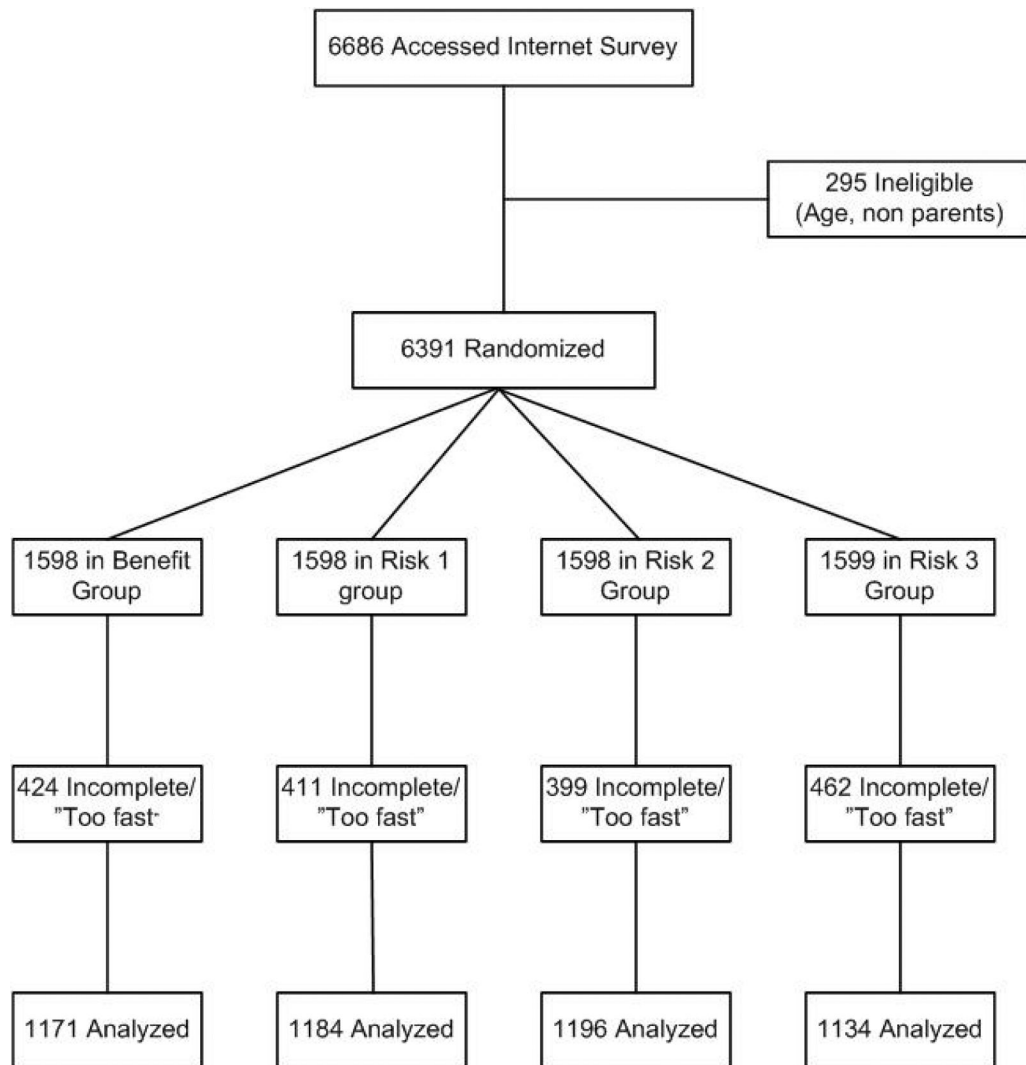 6686 Accessed Internet Survey
295 Ineligible
(Age, non parents)
6391 Randomized
1598 in Benefit
Group
1598 in Risk 1
group
1598 in Risk 2
Group
1599 in Risk 3
Group
424 Incomplete/
”Too fast-
411 Incomplete/
”Too fast”
399 Incomplete/
”Too fast”
462 Incomplete/
”Too fast”
1171 Analyzed
1184 Analyzed
1196 Analyzed
1134 Analyzed